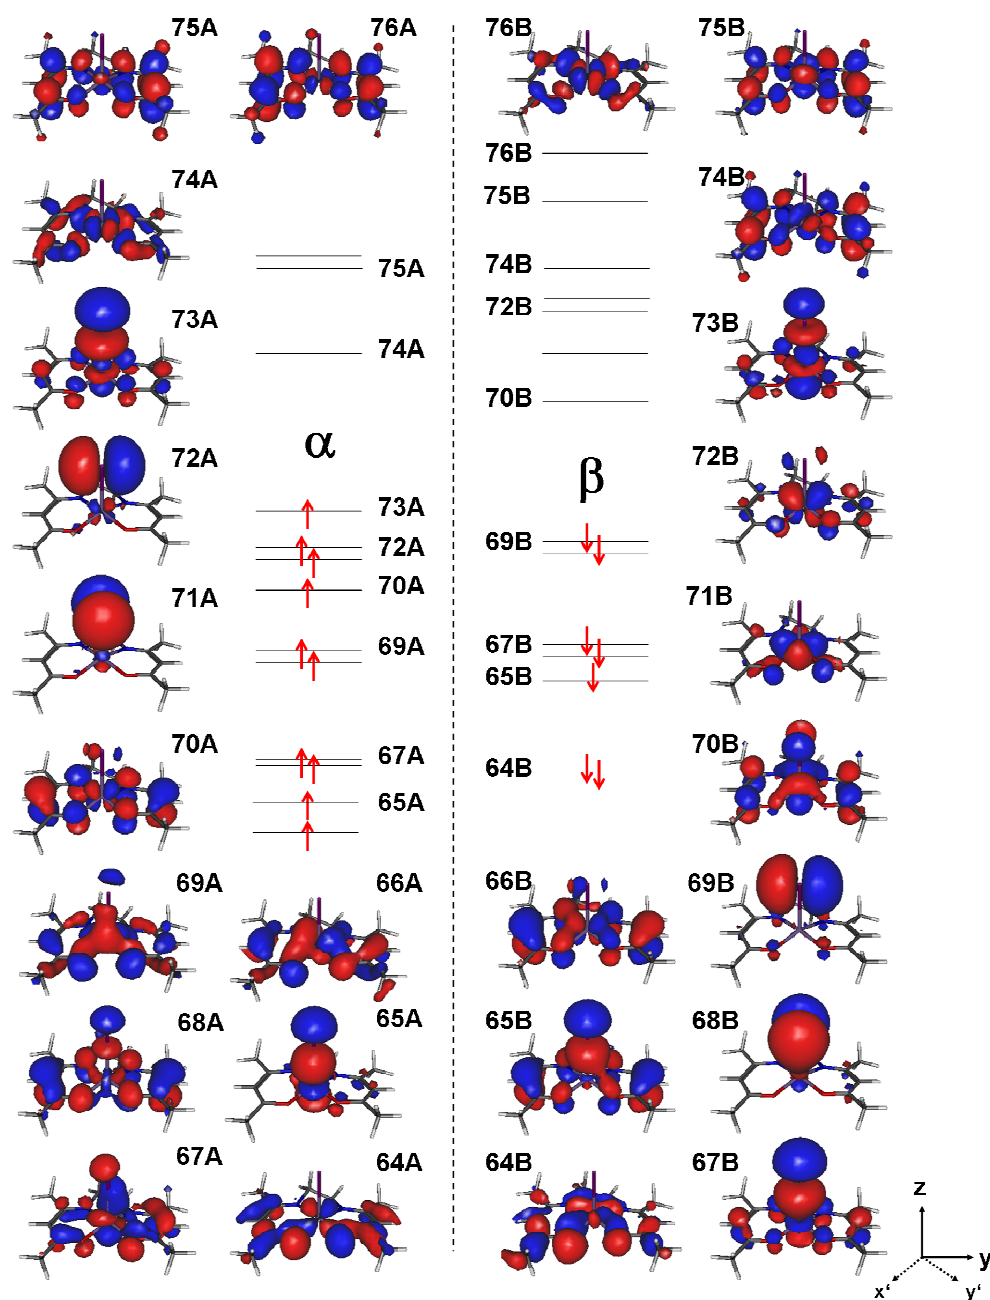 75A 76A 76B 75B
76B
74A 75B 74B
75A 74B
72B
73A 73B
74A
70B
α
72A β 72B
73A
72A 69B
71A 70A 71B
69A 67B
65B
70A 67A 64B 70B
65A
69A 66A 66B 69B
68A 65A 65B 68B
67A 64A 64B 67B
z
y
x' y'